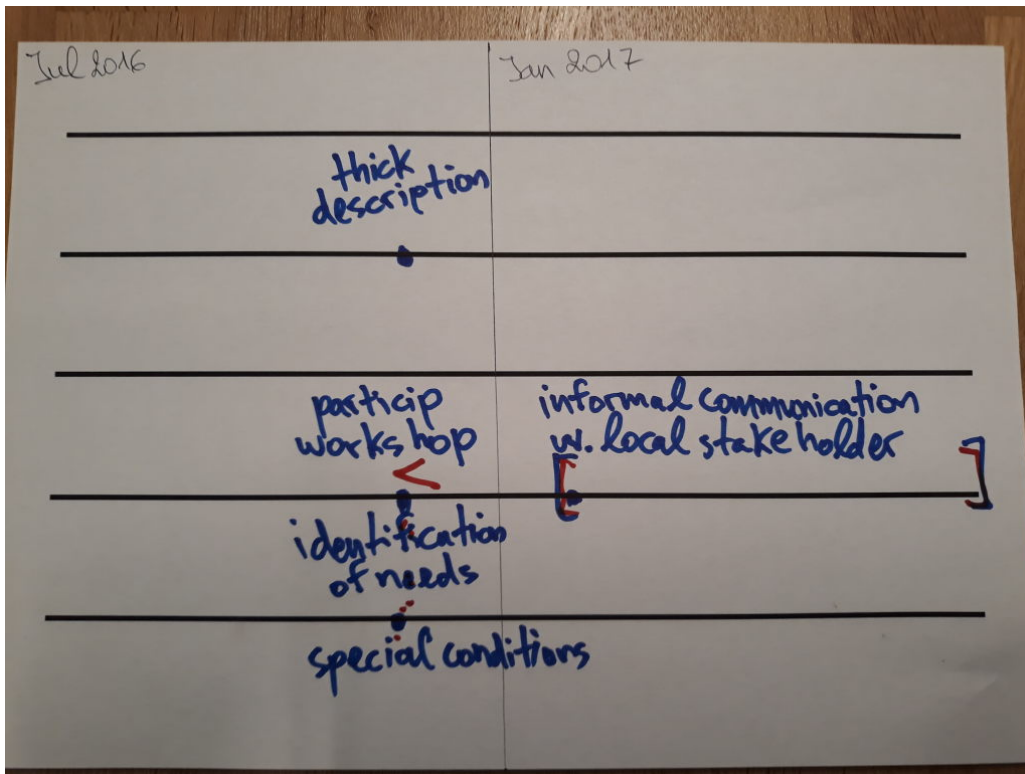 Jul 2016
Jan 2017
thick
description
particip
workshop
informal communication
w. local stakeholder
identification
of needs
special conditions